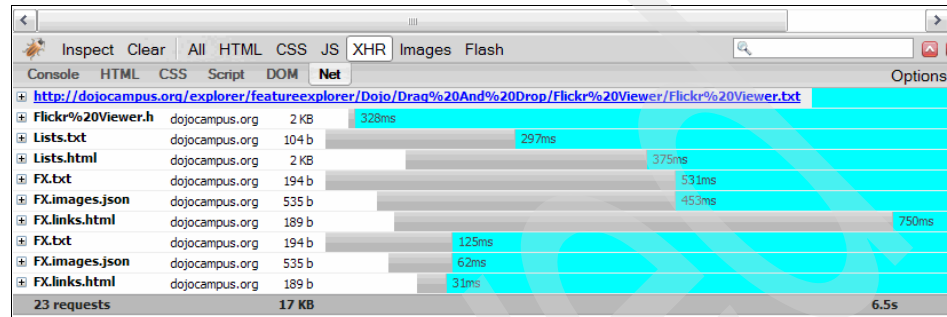 Inspect Clear All HTML CSS JS XHR Images Flash
Console HTML CSS Script DOM Net Options
http://dojocampus.org/explorer/featureexplorer/Dojo/Drag%20And%20Drop/Flickr%20Viewer/Flickr%20Viewer.txt
Flickr%20Viewer.h dojocampus.org 2 KB 328ms
Lists.txt dojocampus.org 104 b 297ms
Lists.html dojocampus.org 2 KB 375ms
FX.txt dojocampus.org 194 b 531ms
FX.images.json dojocampus.org 535 b 453ms
FX.links.html dojocampus.org 189 b 750ms
FX.txt dojocampus.org 194 b 125ms
FX.images.json dojocampus.org 535 b 62ms
FX.links.html dojocampus.org 189 b 31ms
23 requests 17 KB 6.5s